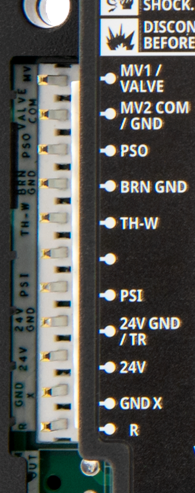 SHOCK.
DISCON
BEFORE
MV1 /
VALVE
MV2 COM
/ GND
PSO
BRN GND
TH-W
PSI
24V GND
/ TR
24V
GND X
R
MV
VALVE
COM
PSO
BRN
GND
TH-W
PSI
24V
GND
24V
GND
X
R
OUT